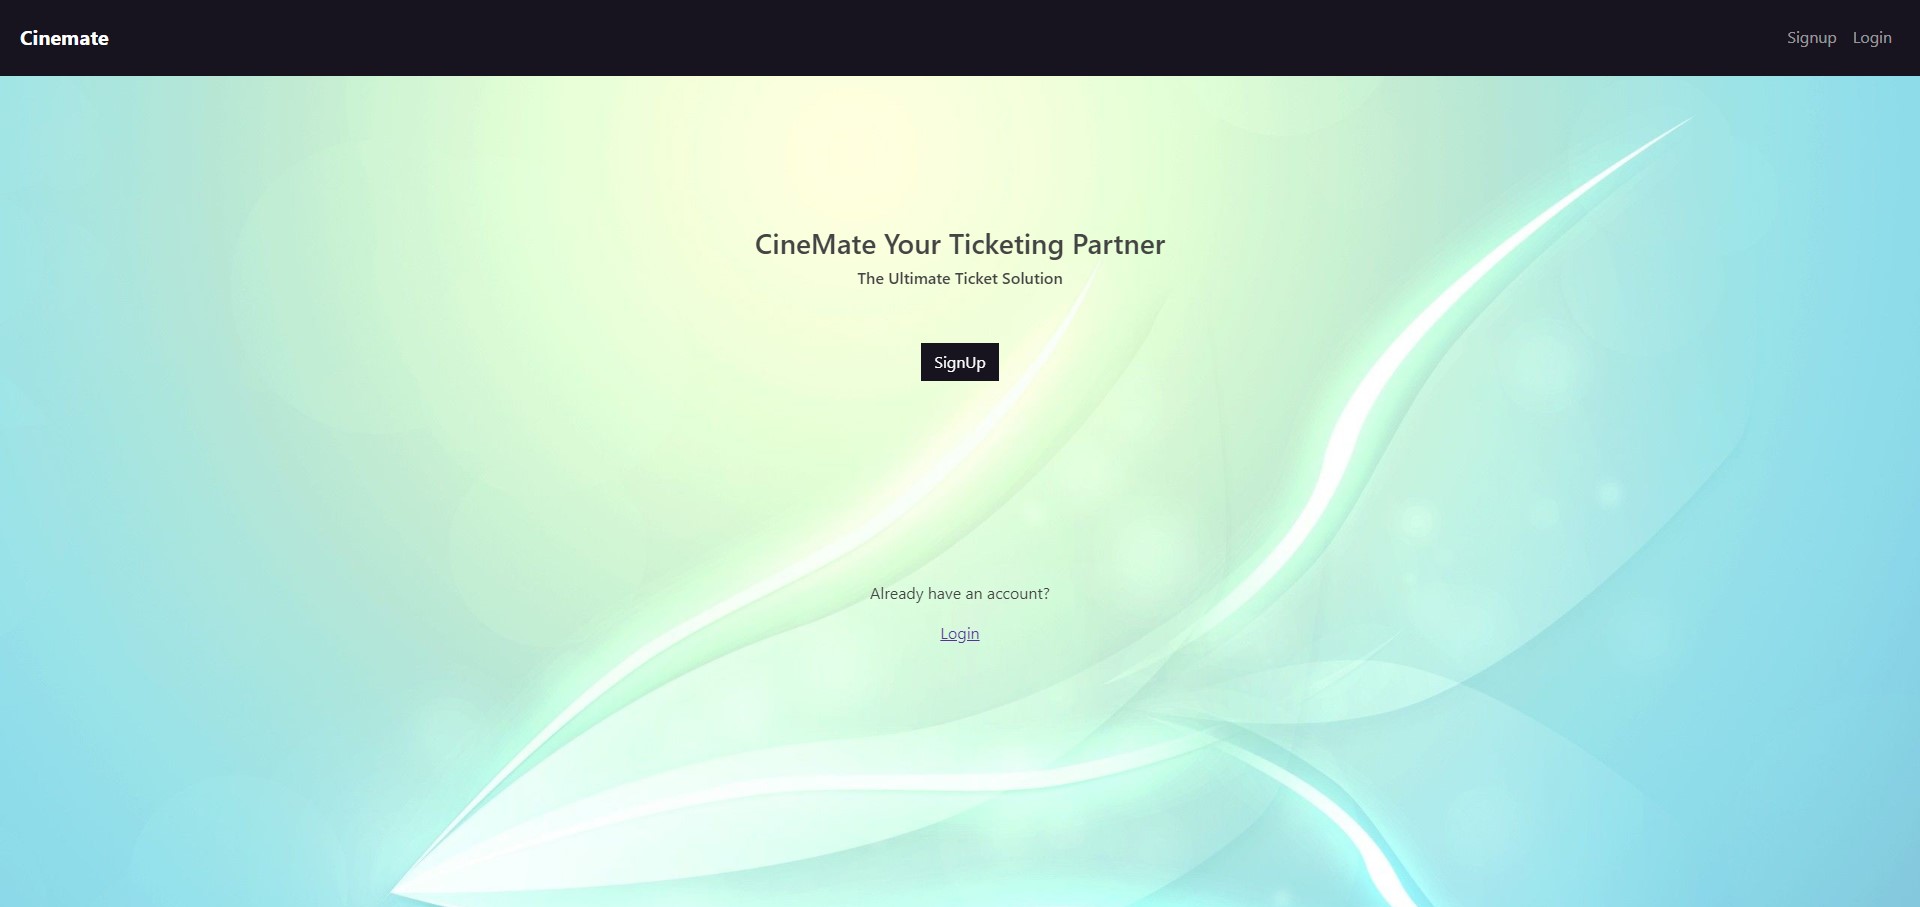 Cinemate
Signup Login
CineMate Your Ticketing Partner
The Ultimate Ticket Solution
SignUp
Already have an account?
Login